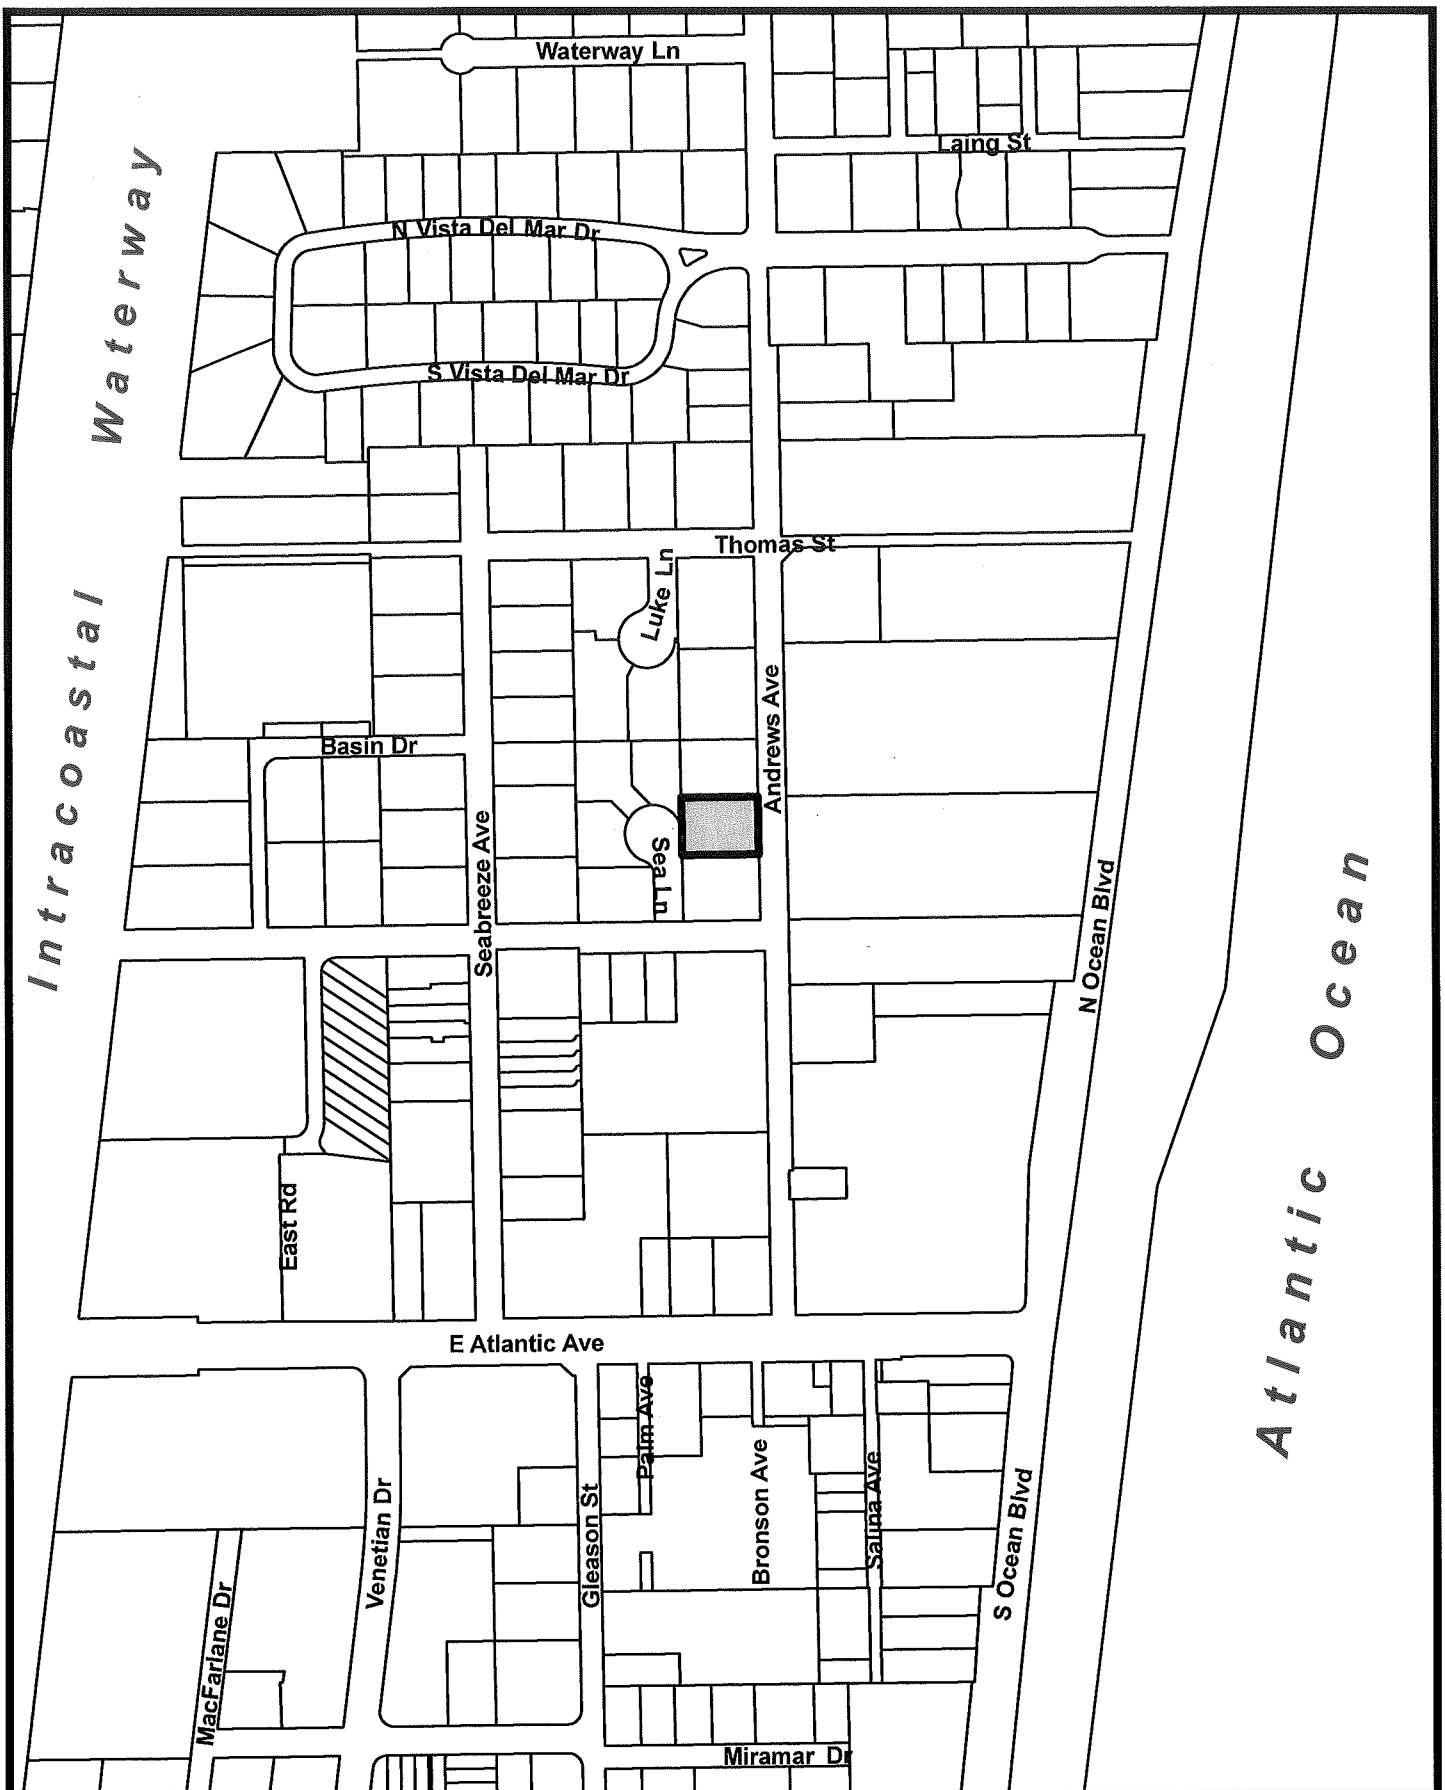 Waterway Ln
Laing St
N Vista Del Mar Dr
S Vista Del Mar Dr
Intracoastal Waterway
Thomas St
Luke Ln
Andrews Ave
Basin Dr
Seabreeze Ave
Sea Ln
N Ocean Blvd
Atlantic Ocean
East Rd
E Atlantic Ave
Palm Ave
Bronson Ave
Salina Ave
S Ocean Blvd
Venetian Dr
Gleason St
MacFarlane Dr
Miramar Dr